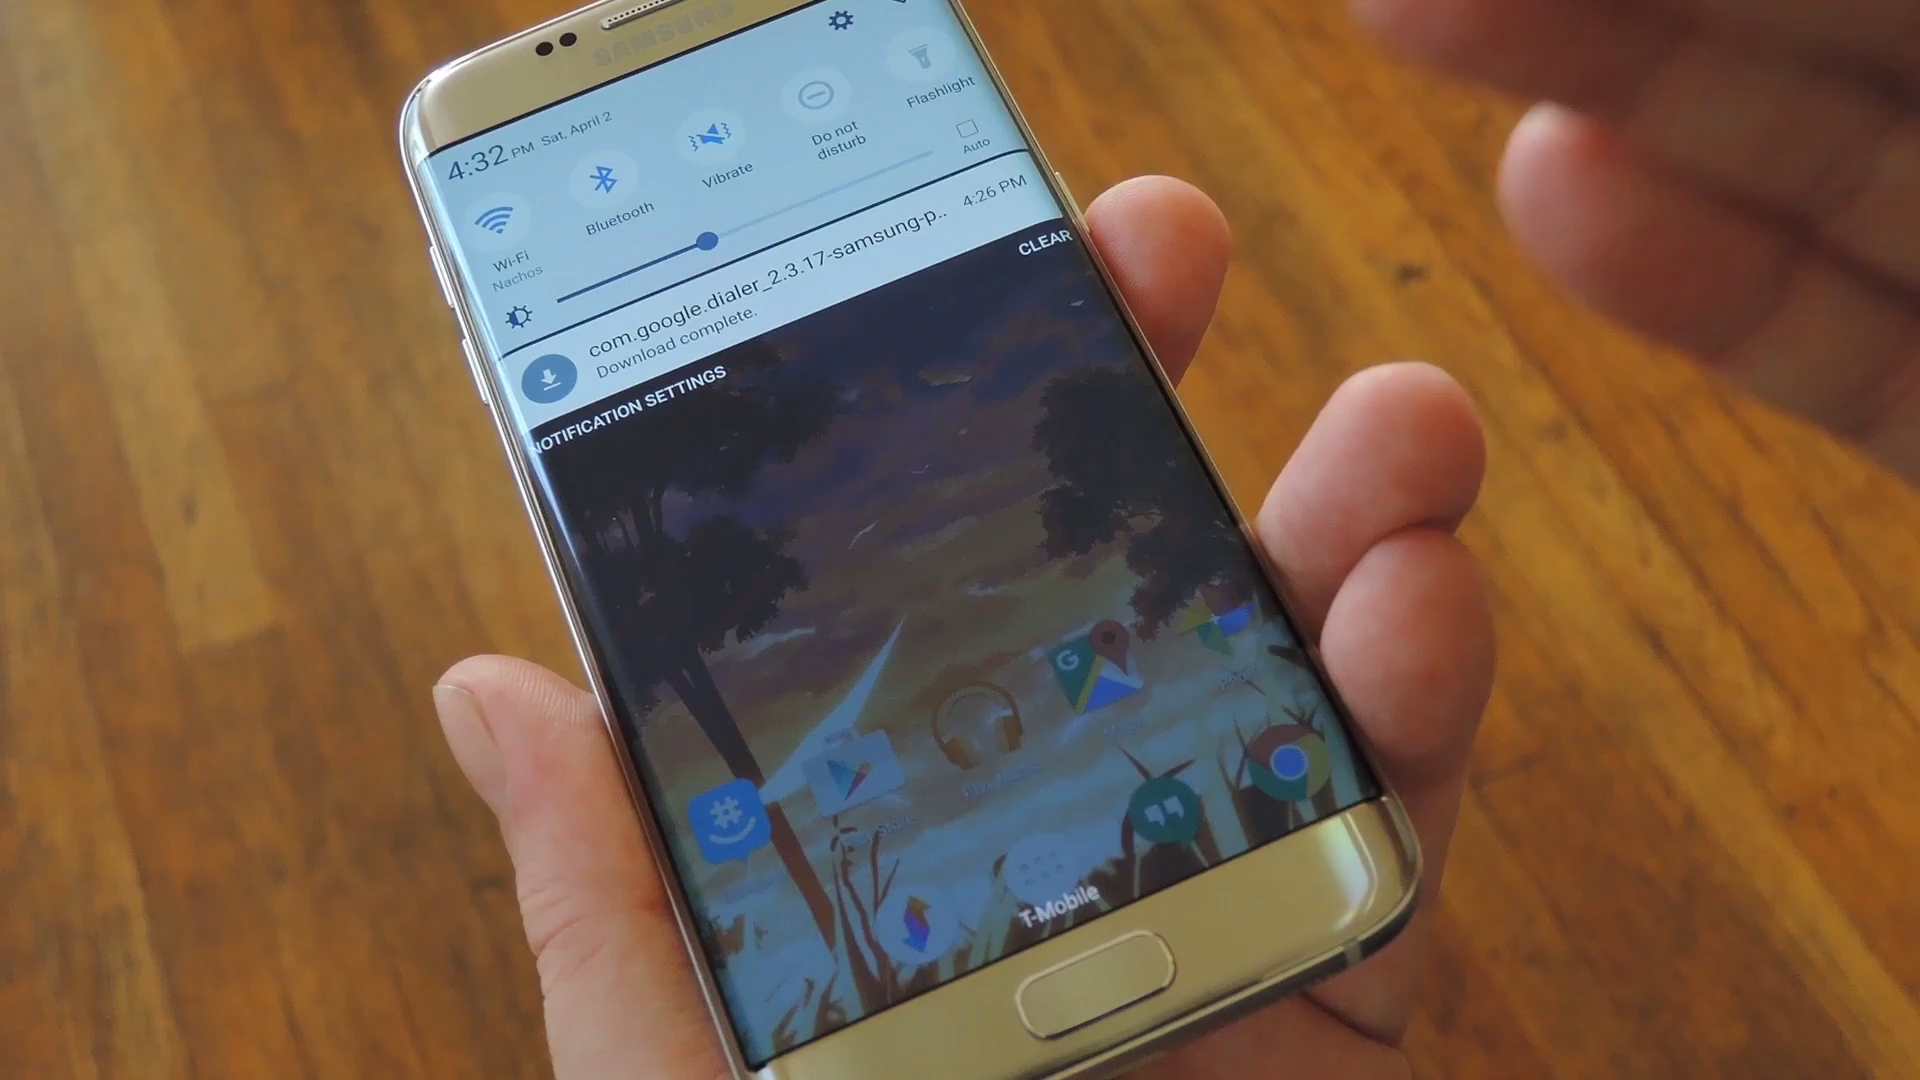 SAMSUNG
4:32 PM Sat, April 2
Wi-Fi
Nachos
Bluetooth
Vibrate
Do not
disturb
Flashlight
Auto
com.google.dialer_2.3.17-samsung-p..
4:26 PM
Download complete.
NOTIFICATION SETTINGS
CLEAR
G
Store
T-Mobile